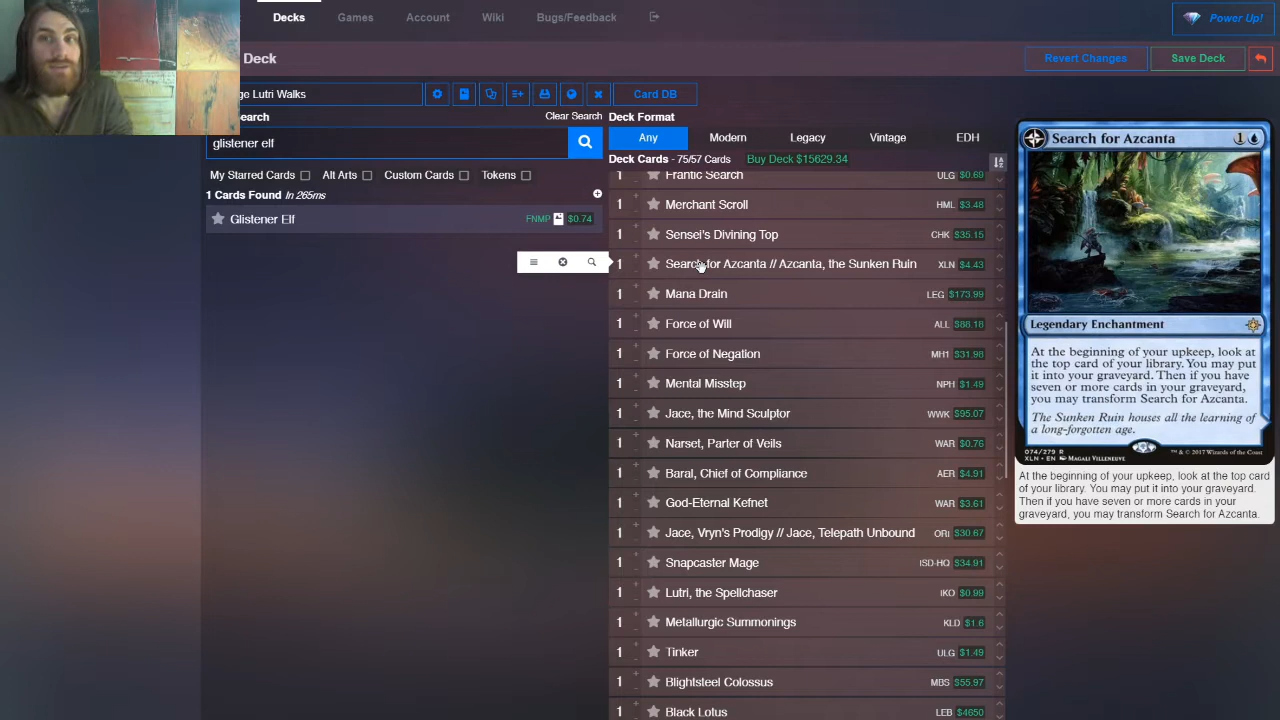 Decks
Games
Account
Wiki
Bugs/Feedback
Power Up!
Deck
Revert Changes
Save Deck
ge Lutri Walks
Card DB
Search
Clear Search
glistener elf
My Starred Cards
Alt Arts
Custom Cards
Tokens
1 Cards Found In 265ms
Glistener Elf FNMP $0.74
Deck Format
Any
Modern
Legacy
Vintage
EDH
Deck Cards - 75/57 Cards Buy Deck $15629.34
Frantic Search ULG $0.69
1 Merchant Scroll HML $3.48
1 Sensei's Divining Top CHK $35.15
1 Search for Azcanta // Azcanta, the Sunken Ruin XLN $4.43
1 Mana Drain LEG $173.99
1 Force of Will ALL $86.18
1 Force of Negation MH1 $31.98
1 Mental Misstep NPH $1.49
1 Jace, the Mind Sculptor WWK $95.07
1 Narset, Parter of Veils WAR $0.76
1 Baral, Chief of Compliance AER $4.91
1 God-Eternal Kefnet WAR $3.61
1 Jace, Vryn's Prodigy // Jace, Telepath Unbound ORI $30.67
1 Snapcaster Mage ISD-HQ $34.91
1 Lutri, the Spellchaser IKO $0.99
1 Metallurgic Summonings KLD $1.6
1 Tinker ULG $1.49
1 Blightsteel Colossus MBS $55.97
1 Black Lotus LEB $4650
Search for Azcanta 1
Legendary Enchantment
At the beginning of your upkeep, look at
the top card of your library. You may put
it into your graveyard. Then if you have
seven or more cards in your graveyard,
you may transform Search for Azcanta.
The Sunken Ruin houses all the learning of
a long-forgotten age.
074/279 R
XLN • EN MAGALI VILLENEUVE
™ & © 2017 Wizards of the Coast
At the beginning of your upkeep, look at the top card
of your library. You may put it into your graveyard.
Then if you have seven or more cards in your
graveyard, you may transform Search for Azcanta.